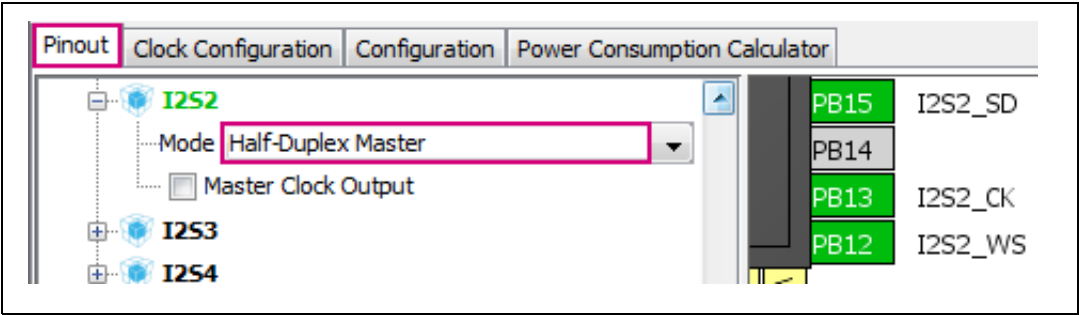 Pinout Clock Configuration Configuration Power Consumption Calculator
I2S2
Mode Half-Duplex Master
Master Clock Output
I2S3
I2S4
PB15 I2S2_SD
PB14
PB13 I2S2_CK
PB12 I2S2_WS